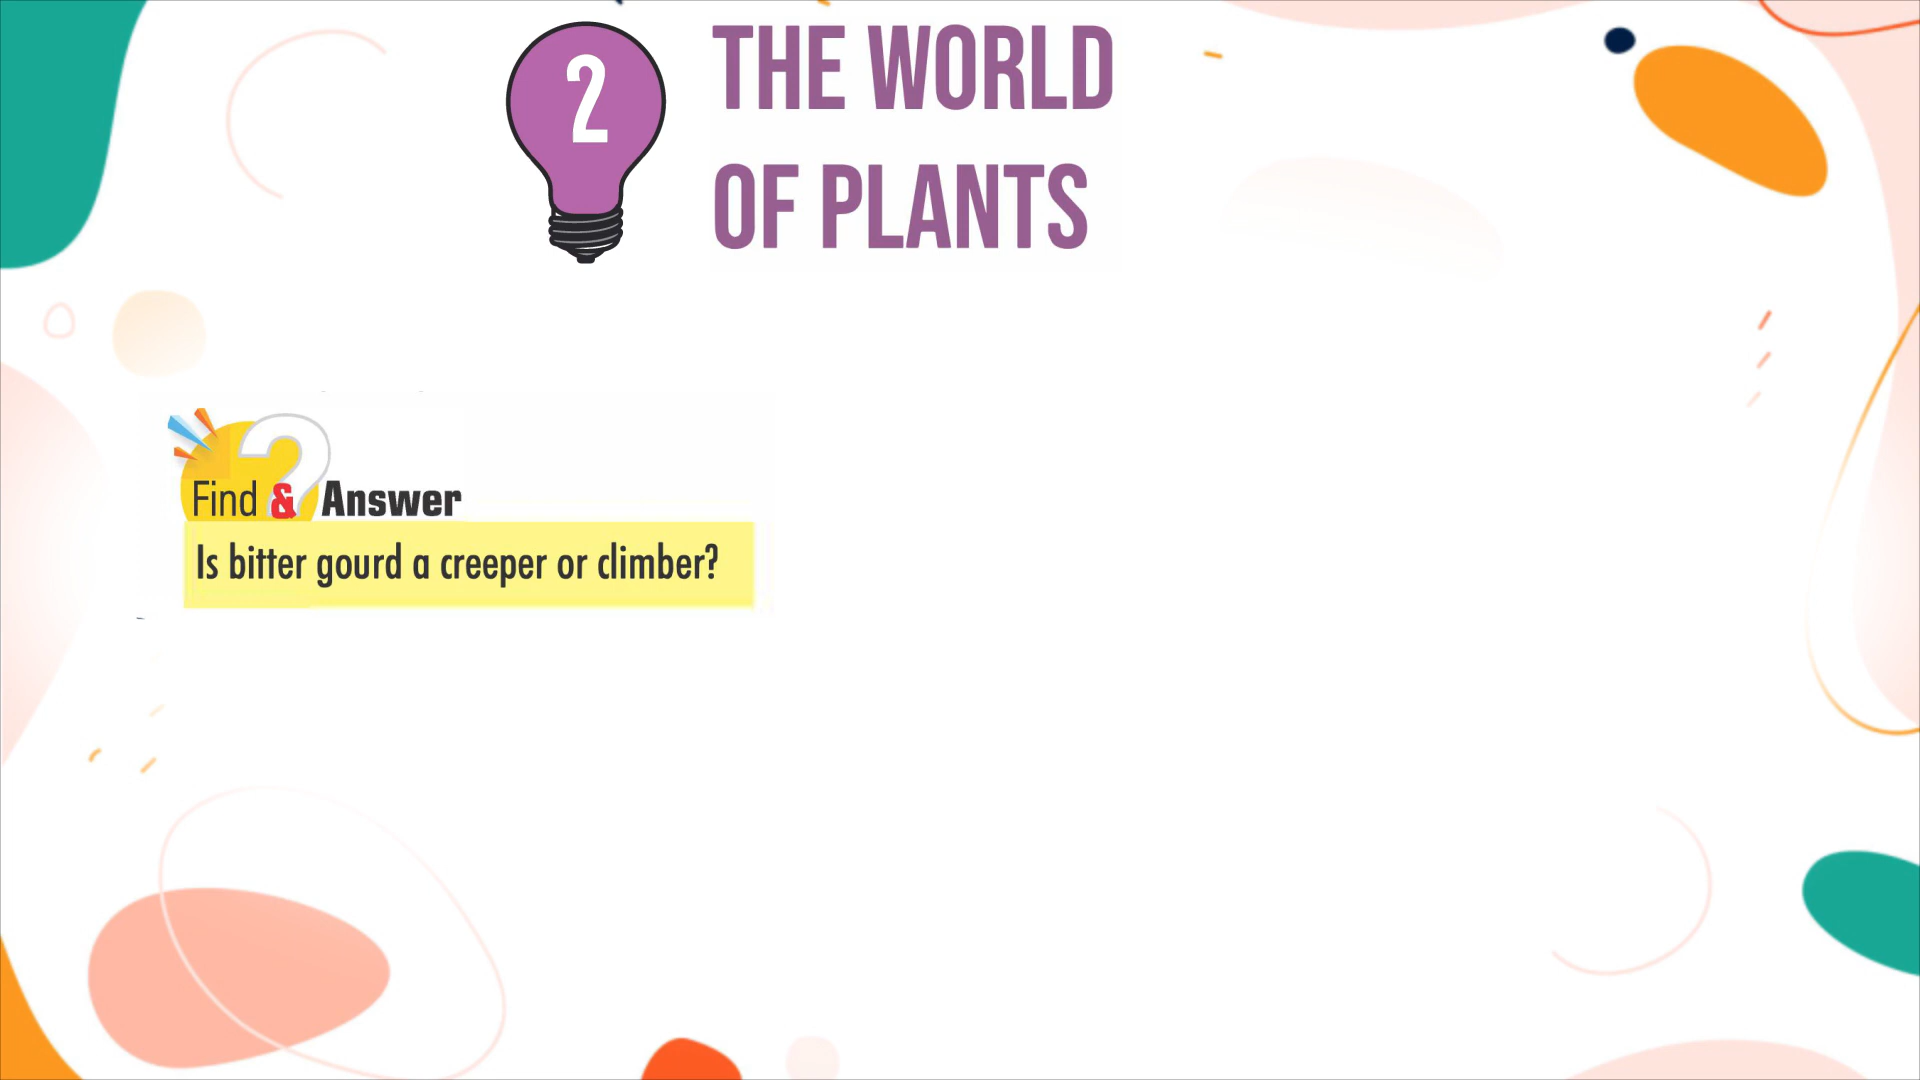 2
THE WORLD
OF PLANTS
Find & Answer
Is bitter gourd a creeper or climber?